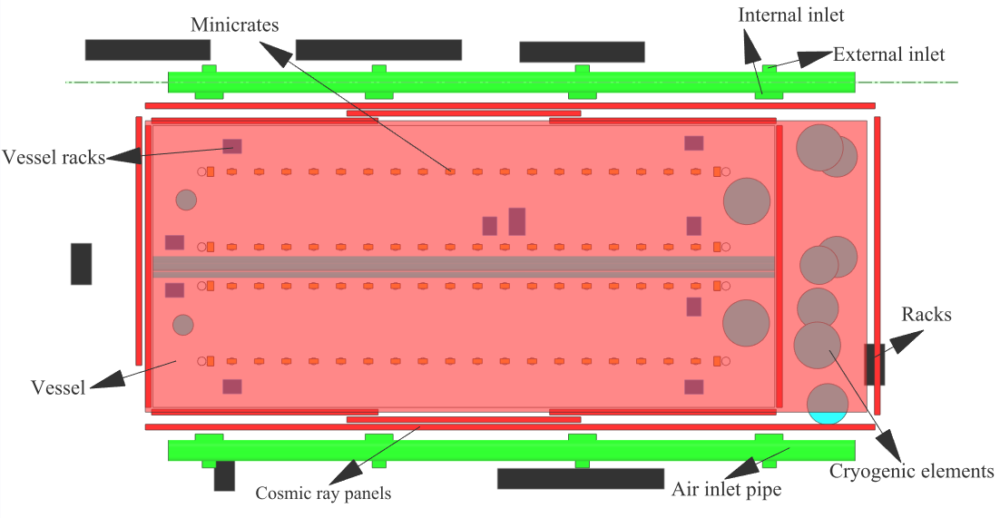 Internal inlet
Minicrates
External inlet
Vessel racks
Racks
Vessel
Cryogenic elements
Air inlet pipe
Cosmic ray panels